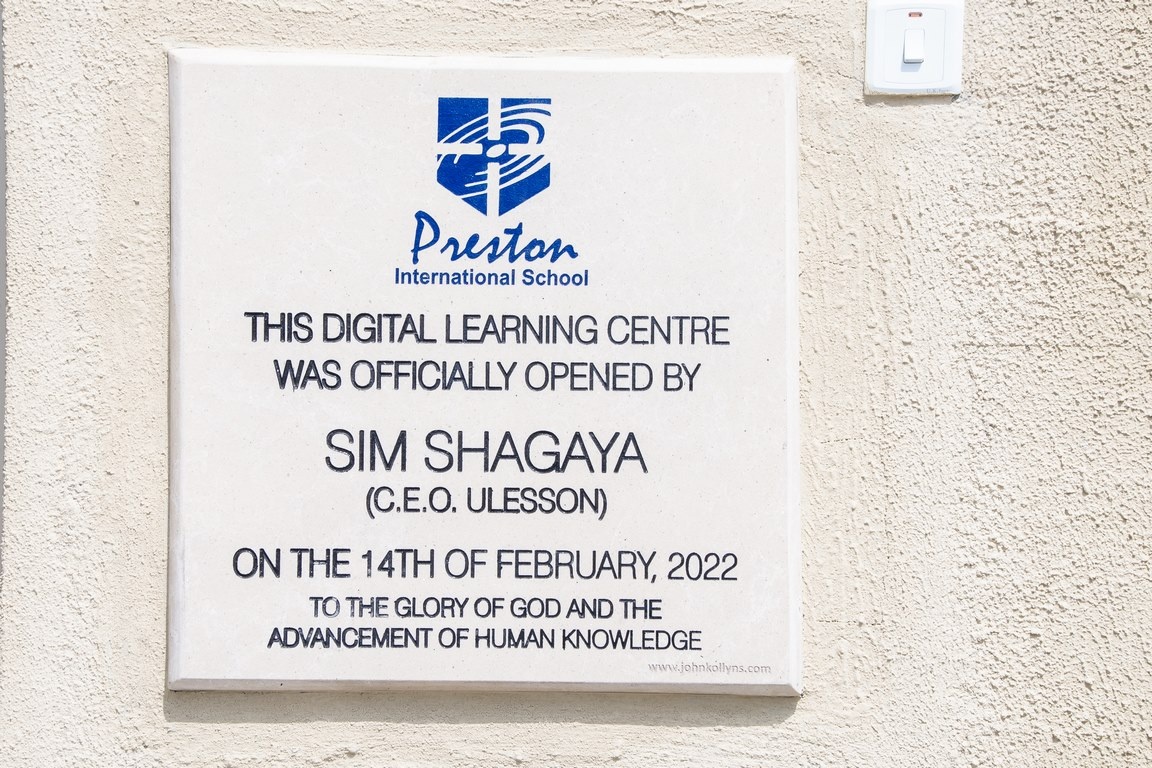 Preston
International School
THIS DIGITAL LEARNING CENTRE
WAS OFFICIALLY OPENED BY
SIM SHAGAYA
(C.E.O. ULESSON)
ON THE 14TH OF FEBRUARY, 2022
TO THE GLORY OF GOD AND THE
ADVANCEMENT OF HUMAN KNOWLEDGE
www.johnkollyns.com